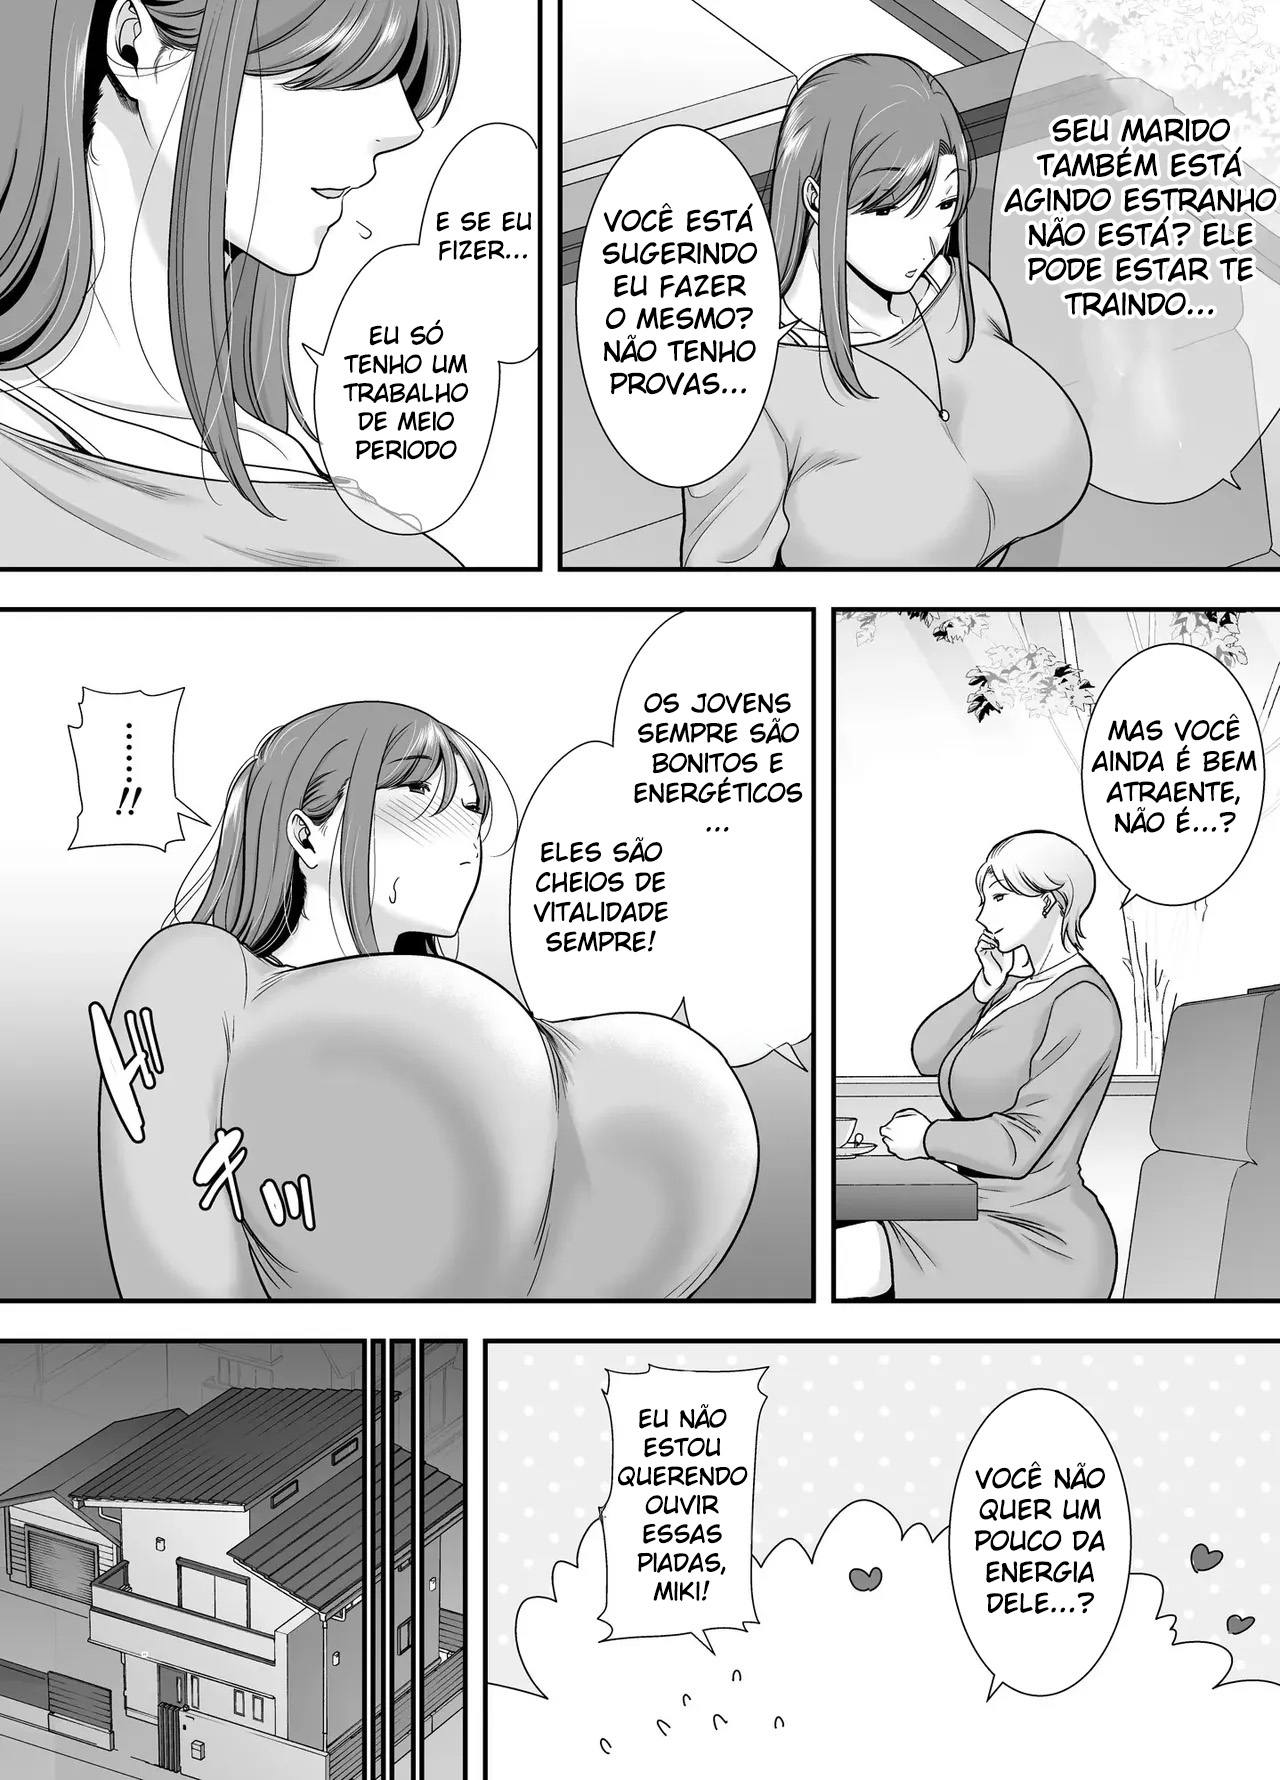 SEU MARIDO
TAMBÉM ESTÁ
AGINDO ESTRANHO
NÃO ESTÁ? ELE
PODE ESTAR TE
TRAINDO...
VOCÊ ESTÁ
SUGERINDO
EU FAZER
O MESMO?
NÃO TENHO
PROVAS...
E SE EU
FIZER...
EU SÓ
TENHO UM
TRABALHO
DE MEIO
PERIODO
MAS VOCÊ
AINDA É BEM
ATRAENTE,
NÃO É...?
OS JOVENS
SEMPRE SÃO
BONITOS E
ENERGÉTICOS
...
ELES SÃO
CHEIOS DE
VITALIDADE
SEMPRE!
......!!
ドキッ
VOCÊ NÃO
QUER UM
POUCO DA
ENERGIA
DELE...?
EU NÃO
ESTOU
QUERENDO
OUVIR
ESSAS
PIADAS,
MIKI!